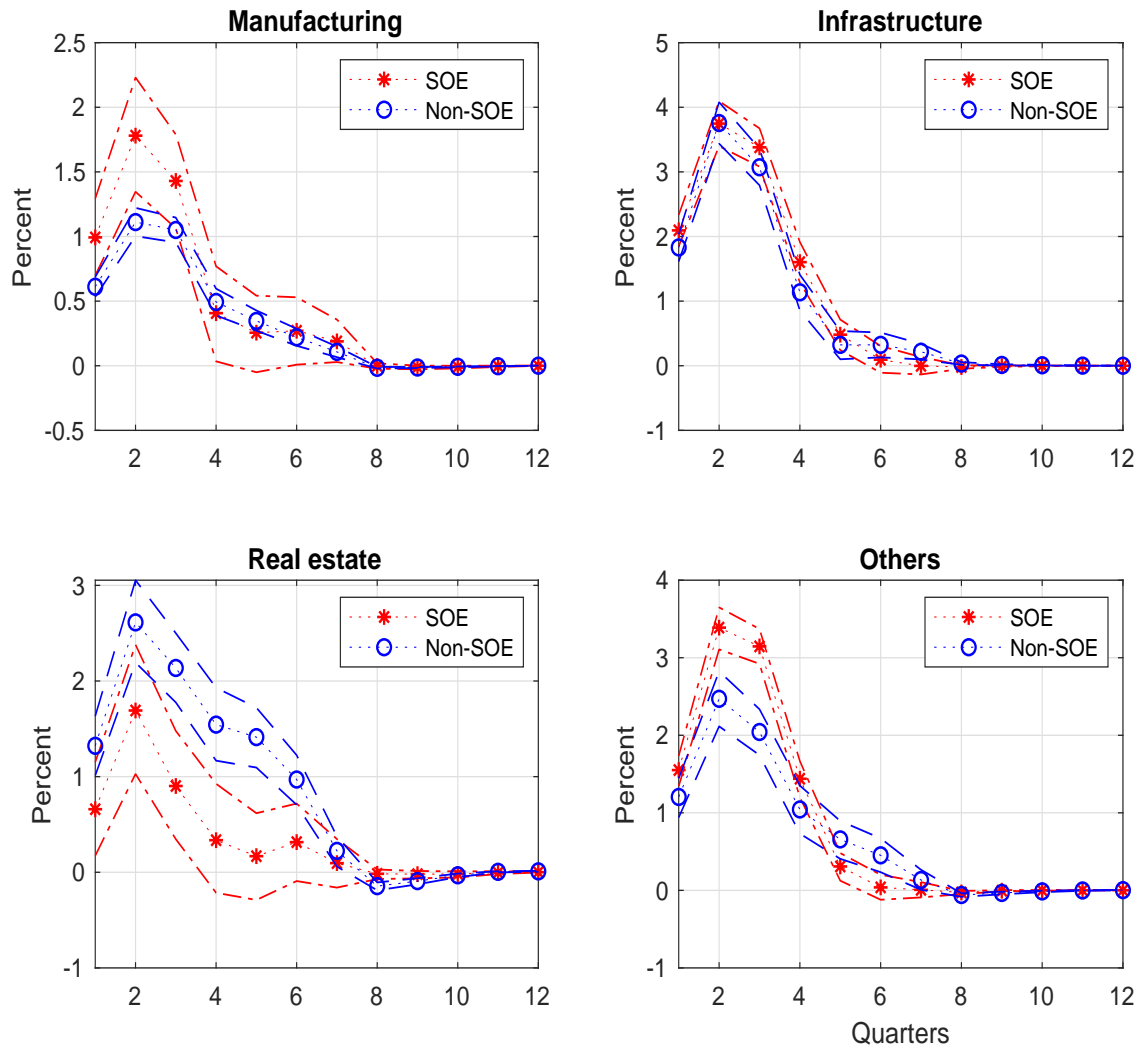 Manufacturing
2.5
2
1.5
1
0.5
0
-0.5
Percent
2 4 6 8 10 12
SOE
Non-SOE
Infrastructure
5
4
3
2
1
0
-1
Percent
2 4 6 8 10 12
SOE
Non-SOE
Real estate
3
2
1
0
-1
Percent
2 4 6 8 10 12
SOE
Non-SOE
Others
4
3
2
1
0
-1
Percent
2 4 6 8 10 12
Quarters
SOE
Non-SOE